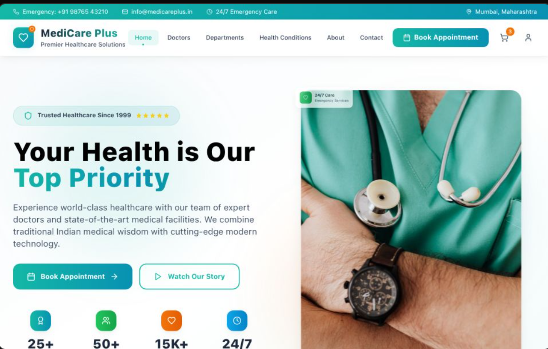 Emergency: +91 98765 43210
info@medicareplus.in
24/7 Emergency Care
Mumbai, Maharashtra
MediCare Plus
Premier Healthcare Solutions
Home
Doctors
Departments
Health Conditions
About
Contact
Book Appointment
Trusted Healthcare Since 1999
24/7 Care
Emergency Services
Your Health is Our
Top Priority
Experience world-class healthcare with our team of expert
doctors and state-of-the-art medical facilities. We combine
traditional Indian medical wisdom with cutting-edge modern
technology.
Book Appointment
Watch Our Story
25+
50+
15K+
24/7